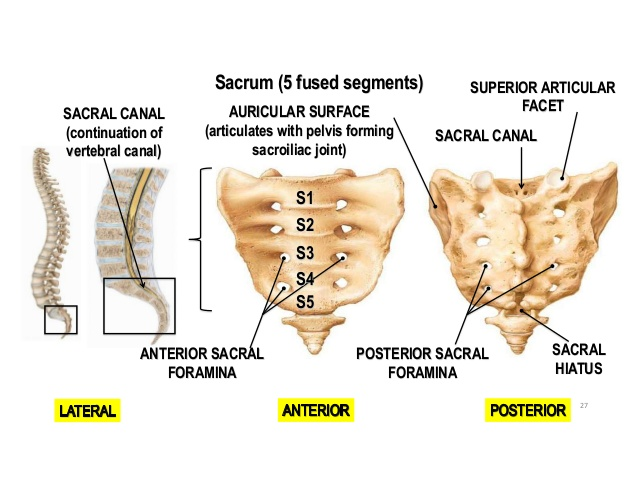 Sacrum (5 fused segments)
SUPERIOR ARTICULAR
FACET
SACRAL CANAL
(continuation of
vertebral canal)
AURICULAR SURFACE
(articulates with pelvis forming
sacroiliac joint)
SACRAL CANAL
S1
S2
S3
S4
S5
ANTERIOR SACRAL
FORAMINA
POSTERIOR SACRAL
FORAMINA
SACRAL
HIATUS
LATERAL
ANTERIOR
POSTERIOR
27